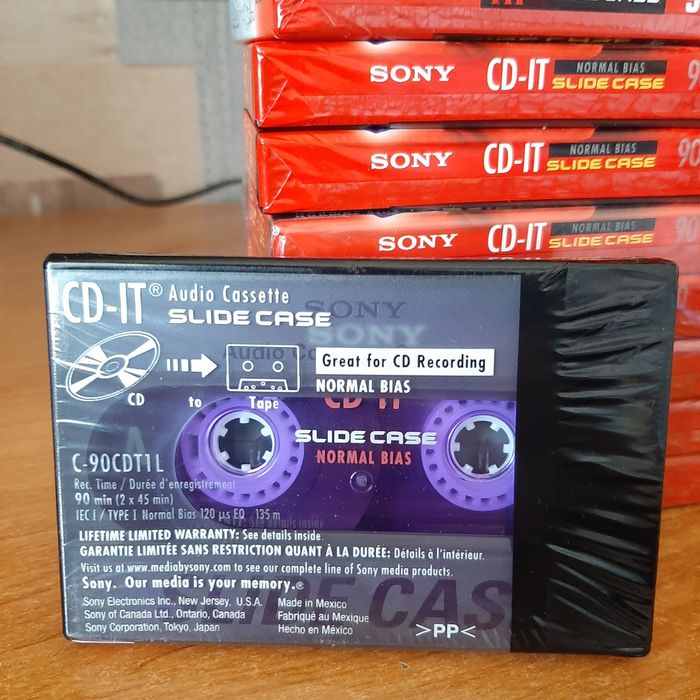 SONY CD-IT NORMAL BIAS SLIDE CASE 90
SONY CD-IT NORMAL BIAS SLIDE CASE 90
SONY CD-IT NORMAL BIAS SLIDE CASE 90
CD-IT® Audio Cassette
SLIDE CASE
SONY
SONY
CD to Tape
Great for CD Recording
NORMAL BIAS
CD-IT
SLIDE CASE
NORMAL BIAS
C-90CDT1L
Rec. Time / Durée d'enregistrement
90 min (2 x 45 min)
IEC I / TYPE I Normal Bias 120 µs EQ 135 m
LIFETIME LIMITED WARRANTY: See details inside.
GARANTIE LIMITÉE SANS RESTRICTION QUANT À LA DURÉE: Détails à l'intérieur.
Visit us at www.mediabysony.com to see our complete line of Sony media products.
Sony. Our media is your memory.®
Sony Electronics Inc., New Jersey, U.S.A. Made in Mexico
Sony of Canada Ltd., Ontario, Canada Fabriqué au Mexique
Sony Corporation, Tokyo, Japan Hecho en México
>PP<